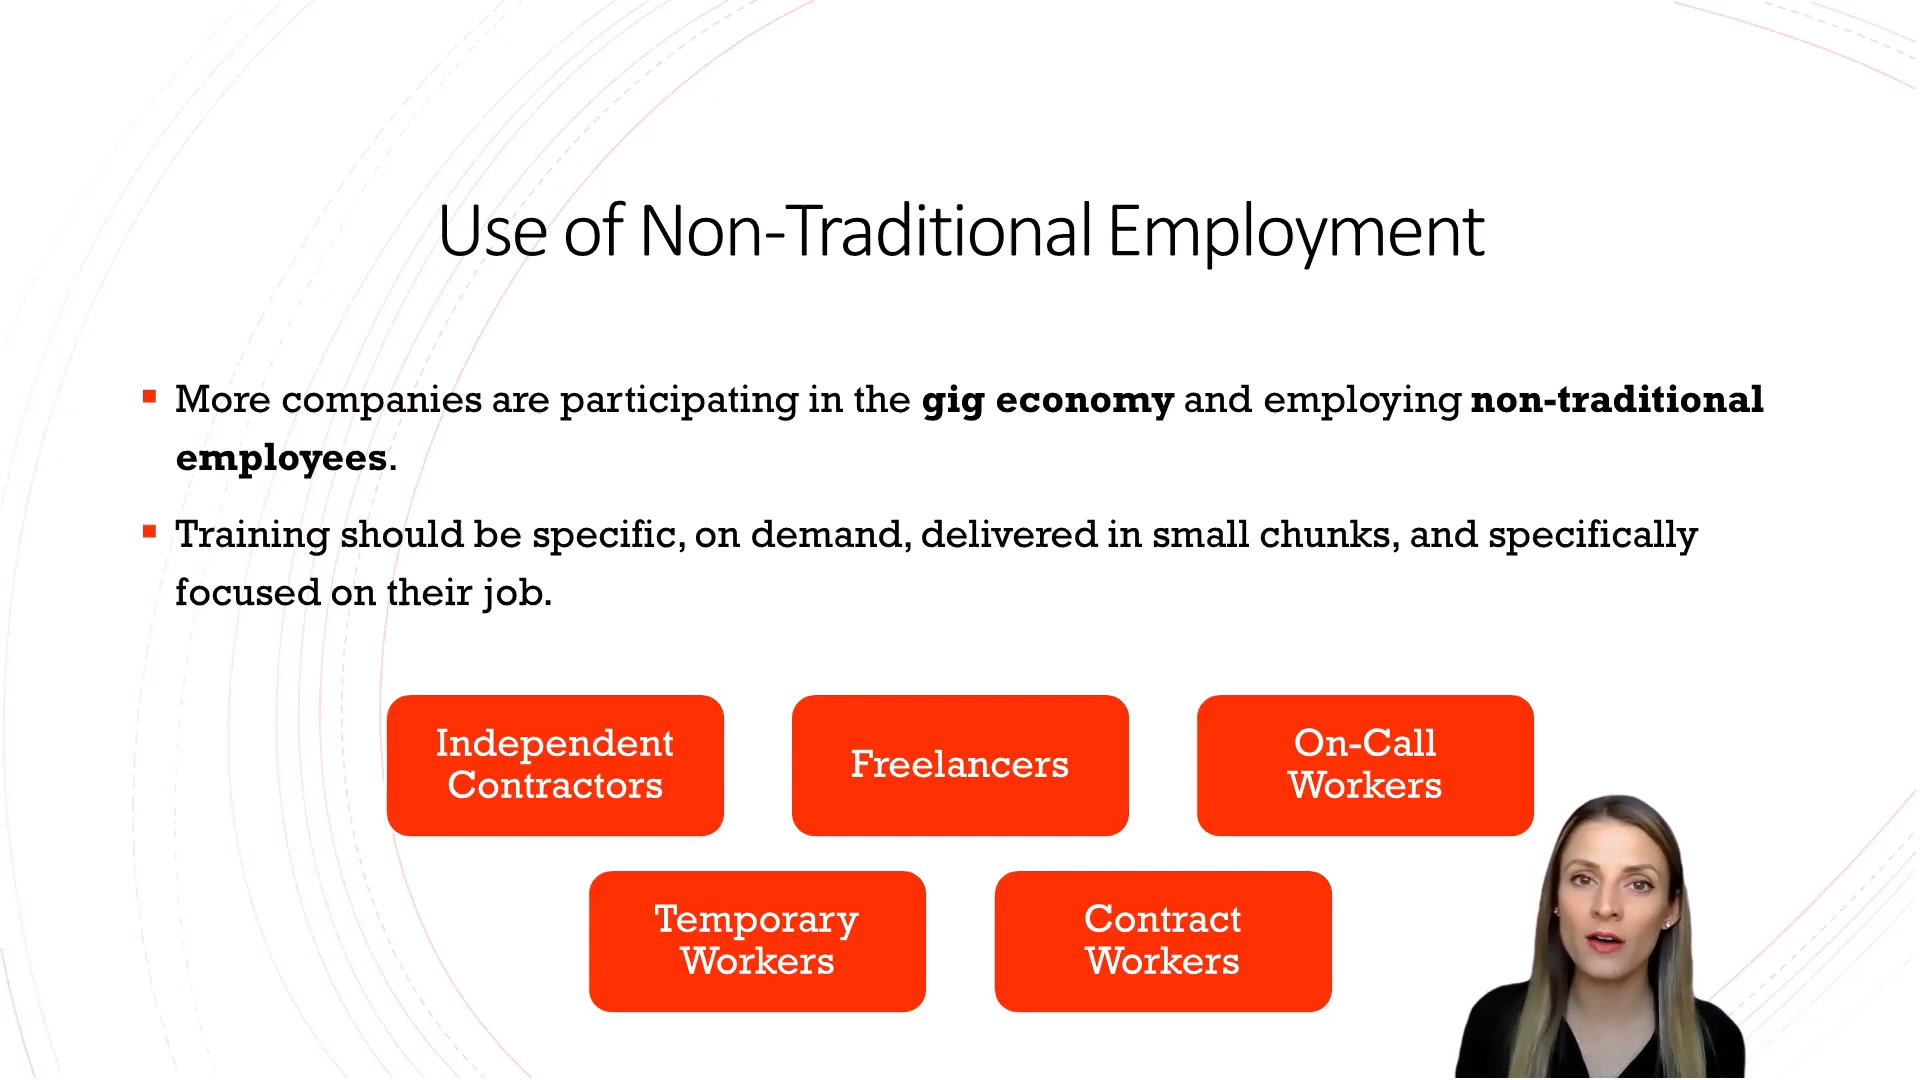 Use of Non-Traditional Employment
More companies are participating in the gig economy and employing non-traditional
employees.
Training should be specific, on demand, delivered in small chunks, and specifically
focused on their job.
Independent
Contractors
Freelancers
On-Call
Workers
Temporary
Workers
Contract
Workers